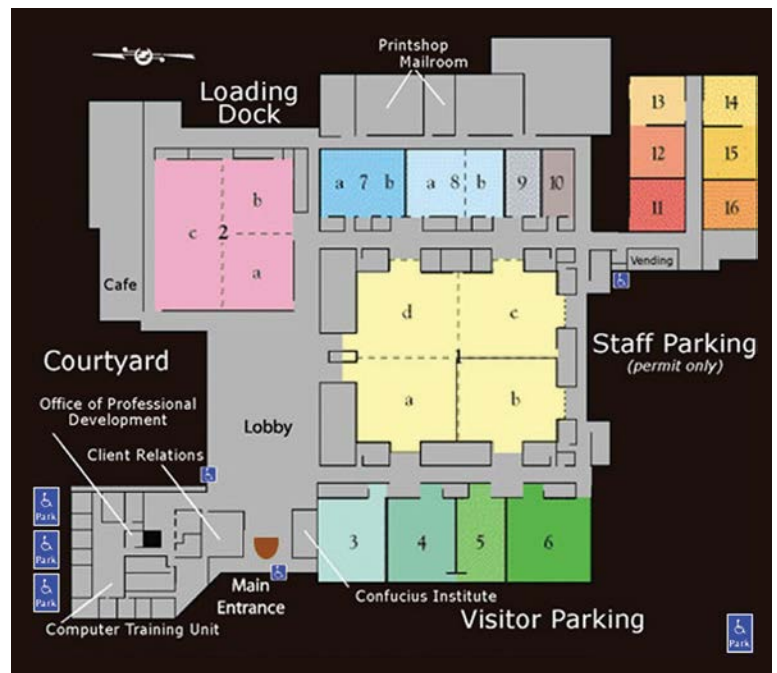 Printshop
Mailroom
Loading
Dock
13
14
12
15
11
16
a 7 b
a 8 b
9
10
b
c 2
a
Vending
Cafe
d
c
1
a
b
Staff Parking
(permit only)
Courtyard
Office of Professional
Development
Client Relations
Lobby
3
4
5
6
Park
Park
Park
Main
Entrance
Confucius Institute
Computer Training Unit
Visitor Parking
Park